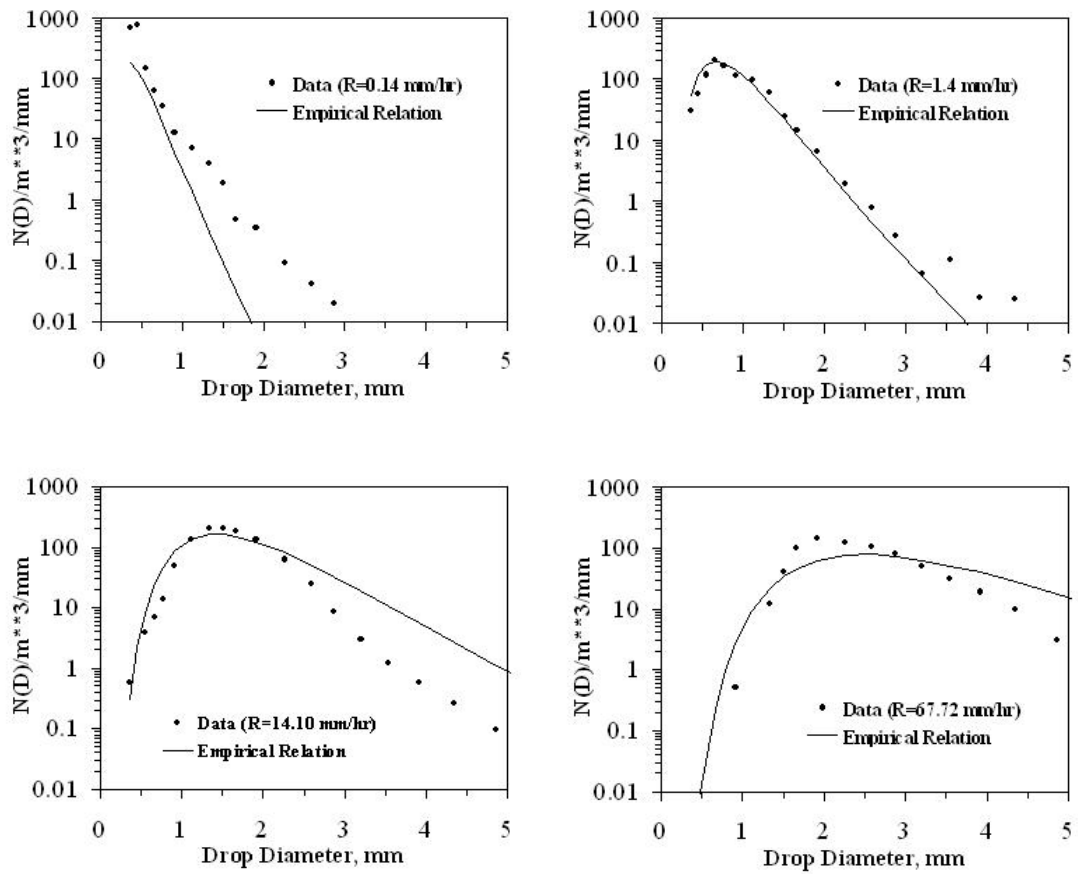 1000
100
10
1
0.1
0.01
N(D)/m**3/mm
Data (R=0.14 mm/hr)
Empirical Relation
0 1 2 3 4 5
Drop Diameter, mm
1000
100
10
1
0.1
0.01
N(D)/m**3/mm
Data (R=1.4 mm/hr)
Empirical Relation
0 1 2 3 4 5
Drop Diameter, mm
1000
100
10
1
0.1
0.01
N(D)/m**3/mm
Data (R=14.10 mm/hr)
Empirical Relation
0 1 2 3 4 5
Drop Diameter, mm
1000
100
10
1
0.1
0.01
N(D)/m**3/mm
Data (R=67.72 mm/hr)
Empirical Relation
0 1 2 3 4 5
Drop Diameter, mm